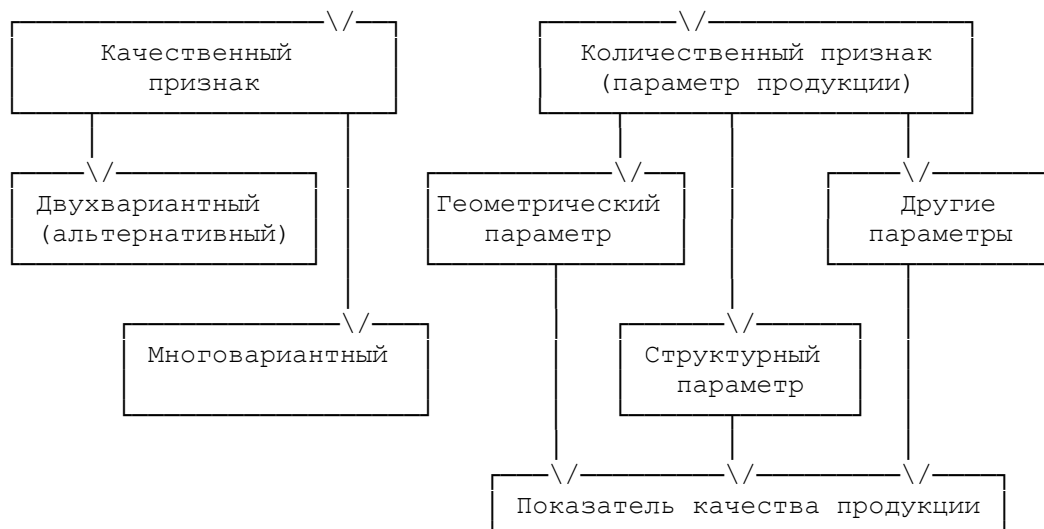 Качественный
признак
Количественный признак
(параметр продукции)
Двухвариантный
(альтернативный)
Геометрический
параметр
Другие
параметры
Многовариантный
Структурный
параметр
Показатель качества продукции